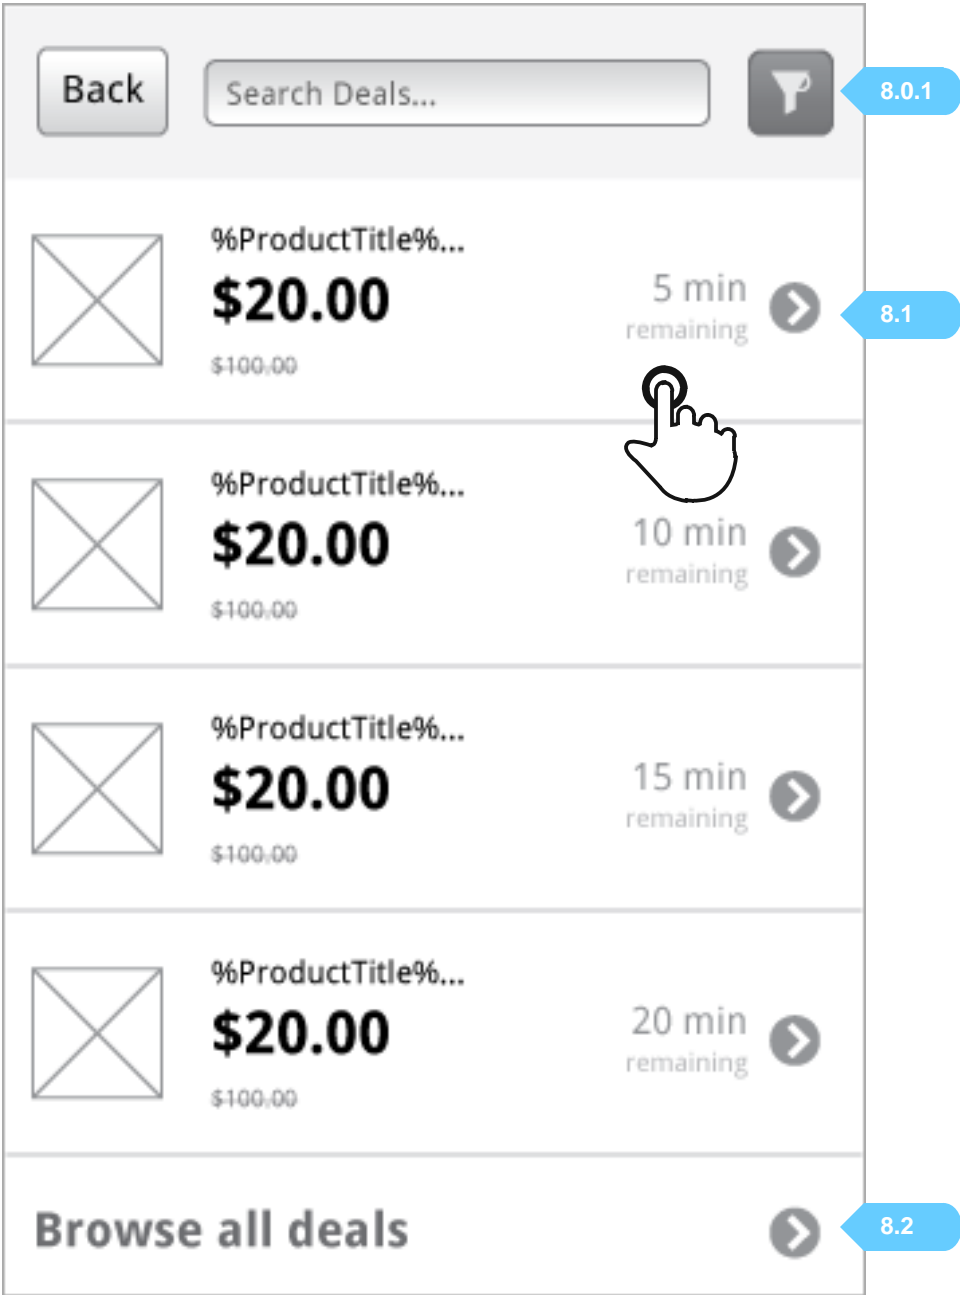 Back
Search Deals...
8.0.1
%ProductTitle%...
$20.00
$100.00
5 min
remaining
8.1
%ProductTitle%...
$20.00
$100.00
10 min
remaining
%ProductTitle%...
$20.00
$100.00
15 min
remaining
%ProductTitle%...
$20.00
$100.00
20 min
remaining
Browse all deals
8.2